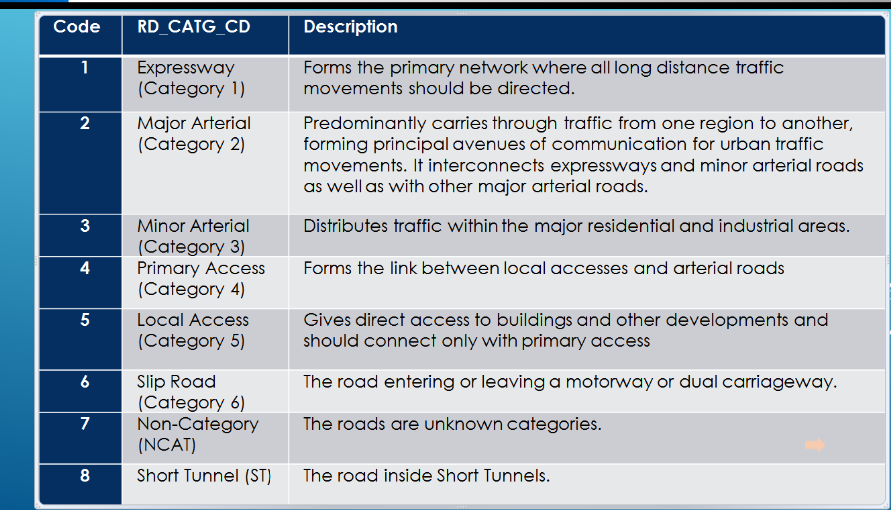 Code RD_CATG_CD Description
1 Expressway Forms the primary network where all long distance traffic
(Category 1) movements should be directed.
2 Major Arterial Predominantly carries through traffic from one region to another,
(Category 2) forming principal avenues of communication for urban traffic
movements. It interconnects expressways and minor arterial roads
as well as with other major arterial roads.
3 Minor Arterial Distributes traffic within the major residential and industrial areas.
(Category 3)
4 Primary Access Forms the link between local accesses and arterial roads
(Category 4)
5 Local Access Gives direct access to buildings and other developments and
(Category 5) should connect only with primary access
6 Slip Road The road entering or leaving a motorway or dual carriageway.
(Category 6)
7 Non-Category The roads are unknown categories.
(NCAT)
8 Short Tunnel (ST) The road inside Short Tunnels.